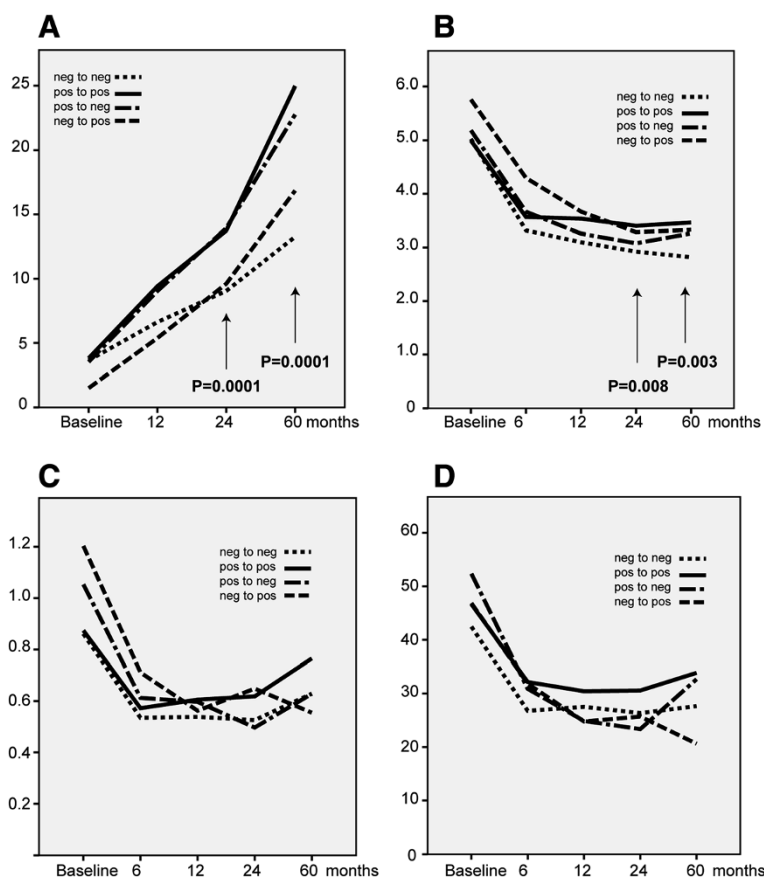 A
neg to neg
pos to pos
pos to neg
neg to pos
25
20
15
10
5
0
Baseline 12 24 60 months
P=0.0001
P=0.0001
B
neg to neg
pos to pos
pos to neg
neg to pos
6.0
5.0
4.0
3.0
2.0
1.0
0
Baseline 6 12 24 60 months
P=0.003
P=0.008
C
neg to neg
pos to pos
pos to neg
neg to pos
1.2
1.0
0.8
0.6
0.4
0.2
Baseline 6 12 24 60 months
D
neg to neg
pos to pos
pos to neg
neg to pos
60
50
40
30
20
10
0
Baseline 6 12 24 60 months